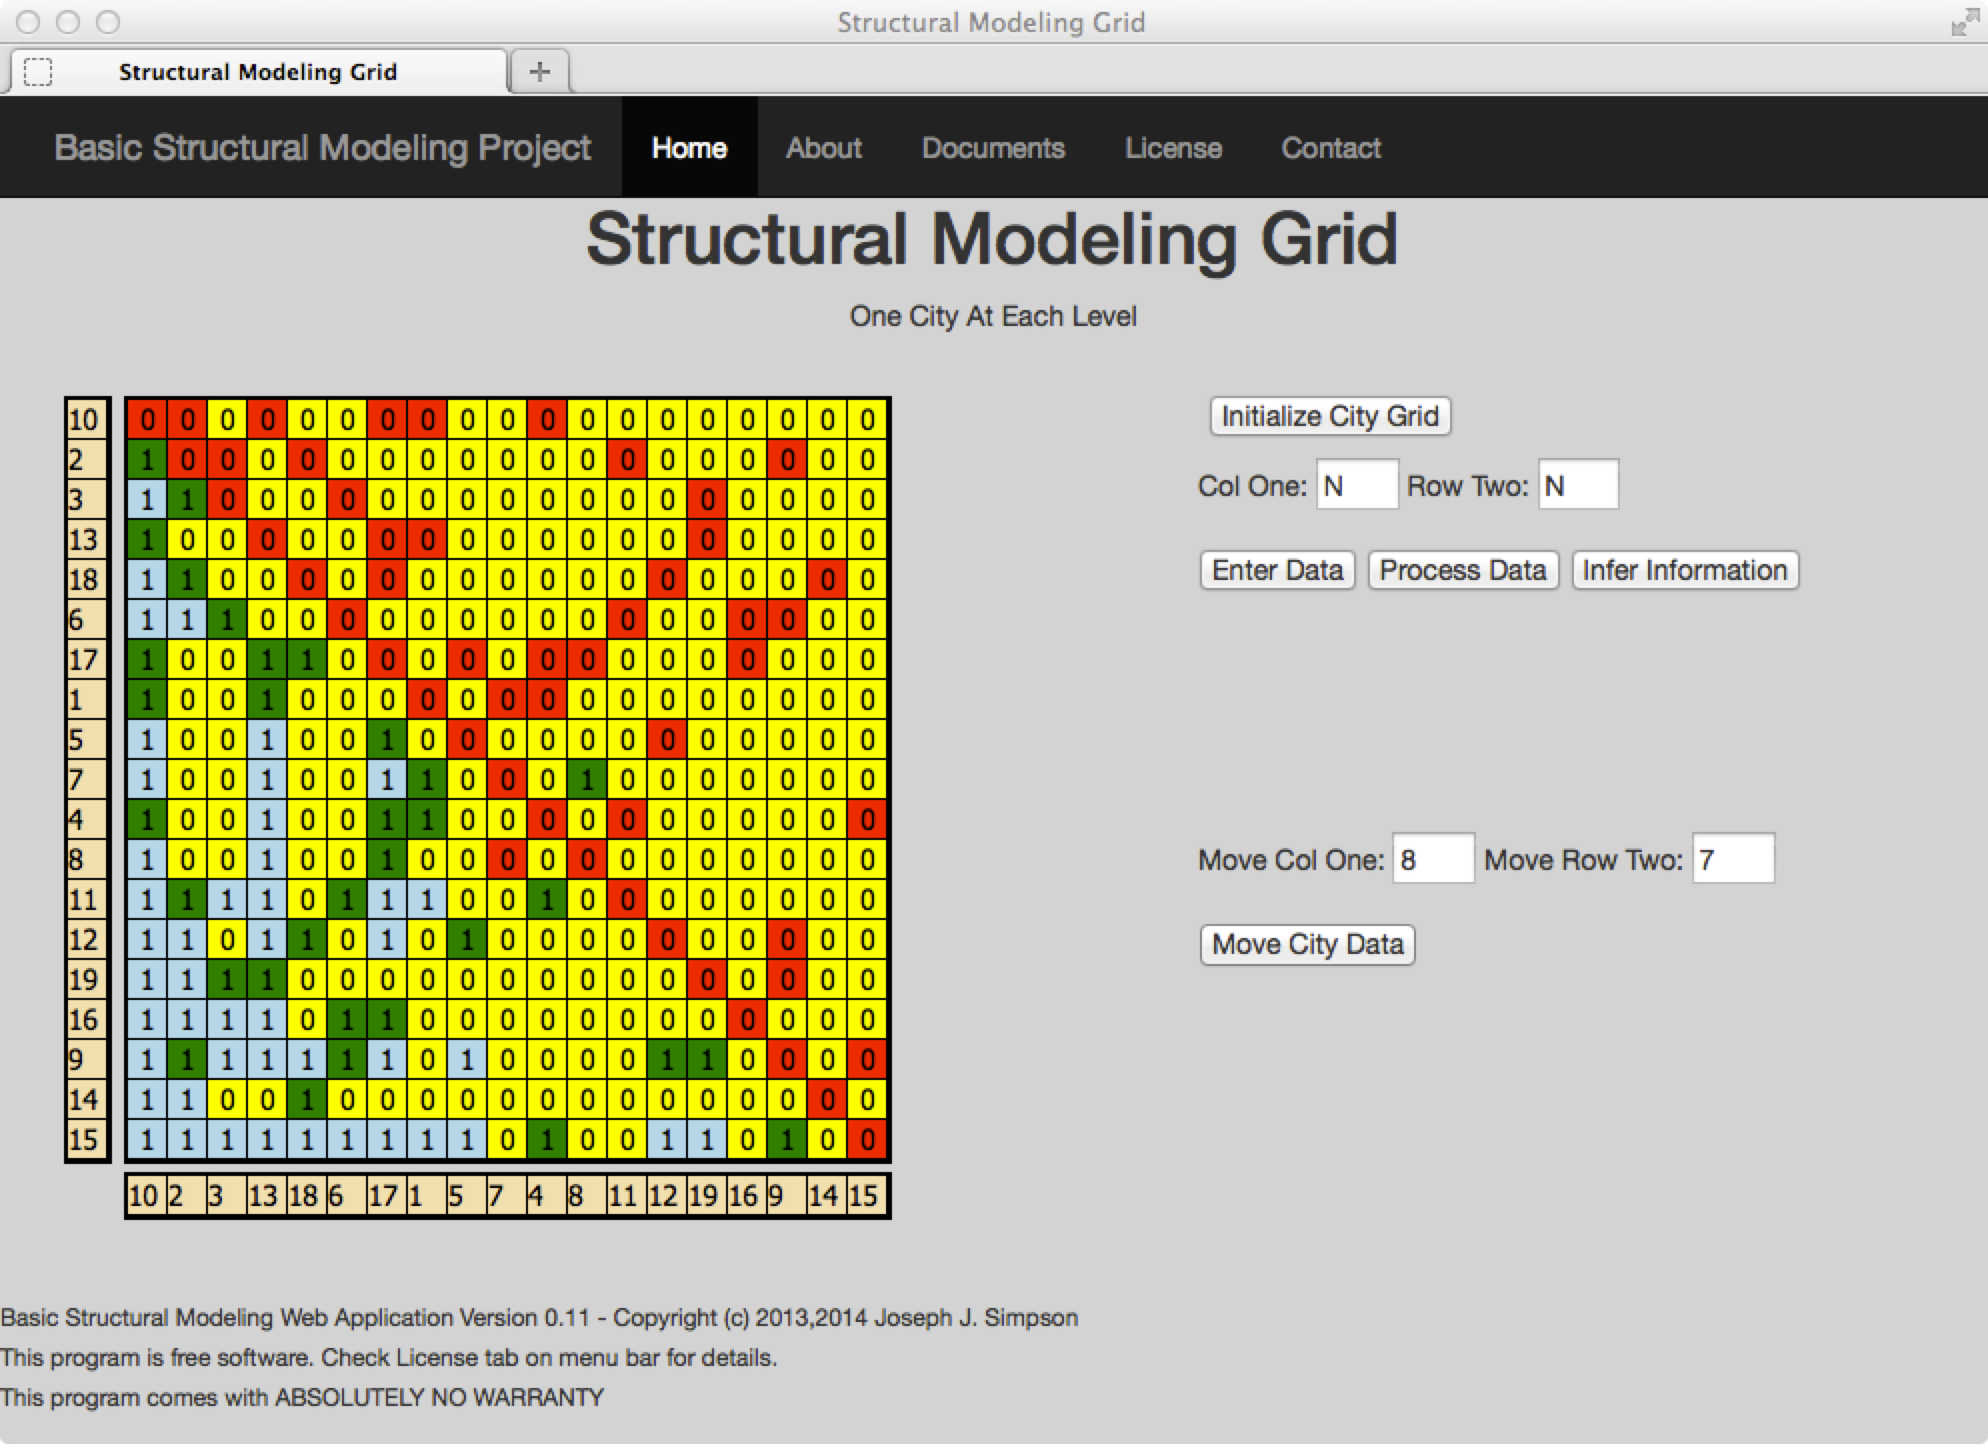 Structural Modeling Grid
Structural Modeling Grid +
Basic Structural Modeling Project Home About Documents License Contact
Structural Modeling Grid
One City At Each Level
10 0 0 0 0 0 0 0 0 0 0 0 0 0 0 0 0 0 0 0
2 1 0 0 0 0 0 0 0 0 0 0 0 0 0 0 0 0 0 0
3 1 1 0 0 0 0 0 0 0 0 0 0 0 0 0 0 0 0 0
13 1 0 0 0 0 0 0 0 0 0 0 0 0 0 0 0 0 0 0
18 1 1 0 0 0 0 0 0 0 0 0 0 0 0 0 0 0 0 0
6 1 1 1 0 0 0 0 0 0 0 0 0 0 0 0 0 0 0 0
17 1 0 0 1 1 0 0 0 0 0 0 0 0 0 0 0 0 0 0
1 1 0 0 1 0 0 0 0 0 0 0 0 0 0 0 0 0 0 0
5 1 0 0 1 0 0 1 0 0 0 0 0 0 0 0 0 0 0 0
7 1 0 0 1 0 0 1 1 0 0 0 1 0 0 0 0 0 0 0
4 1 0 0 1 0 0 1 1 0 0 0 0 0 0 0 0 0 0 0
8 1 0 0 1 0 0 1 0 0 0 0 0 0 0 0 0 0 0 0
11 1 1 1 1 0 1 1 1 0 0 1 0 0 0 0 0 0 0 0
12 1 1 0 1 1 0 1 0 1 0 0 0 0 0 0 0 0 0 0
19 1 1 1 1 0 0 0 0 0 0 0 0 0 0 0 0 0 0 0
16 1 1 1 1 0 1 1 0 0 0 0 0 0 0 0 0 0 0 0
9 1 1 1 1 1 1 1 0 1 0 0 0 0 1 1 0 0 0 0
14 1 1 0 0 1 0 0 0 0 0 0 0 0 0 0 0 0 0 0
15 1 1 1 1 1 1 1 1 1 0 1 0 0 1 1 0 1 0 0
10 2 3 13 18 6 17 1 5 7 4 8 11 12 19 16 9 14 15
Initialize City Grid
Col One: N Row Two: N
Enter Data Process Data Infer Information
Move Col One: 8 Move Row Two: 7
Move City Data
Basic Structural Modeling Web Application Version 0.11 - Copyright (c) 2013,2014 Joseph J. Simpson
This program is free software. Check License tab on menu bar for details.
This program comes with ABSOLUTELY NO WARRANTY